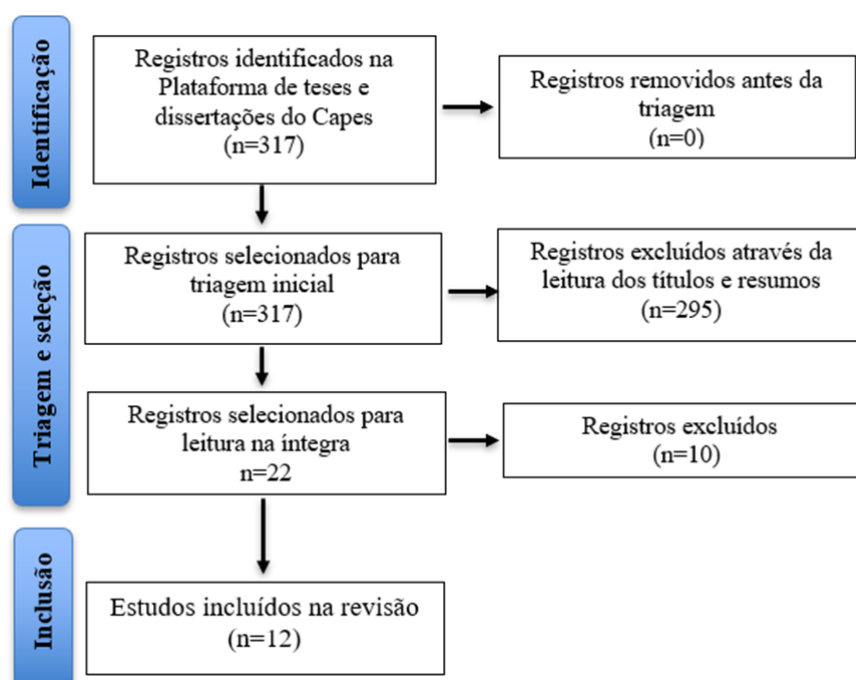 Identificação
Registros identificados na
Plataforma de teses e
dissertações do Capes
(n=317)
Registros removidos antes da
triagem
(n=0)
Triagem e seleção
Registros selecionados para
triagem inicial
(n=317)
Registros excluídos através da
leitura dos títulos e resumos
(n=295)
Registros selecionados para
leitura na íntegra
n=22
Registros excluídos
(n=10)
Inclusão
Estudos incluídos na revisão
(n=12)